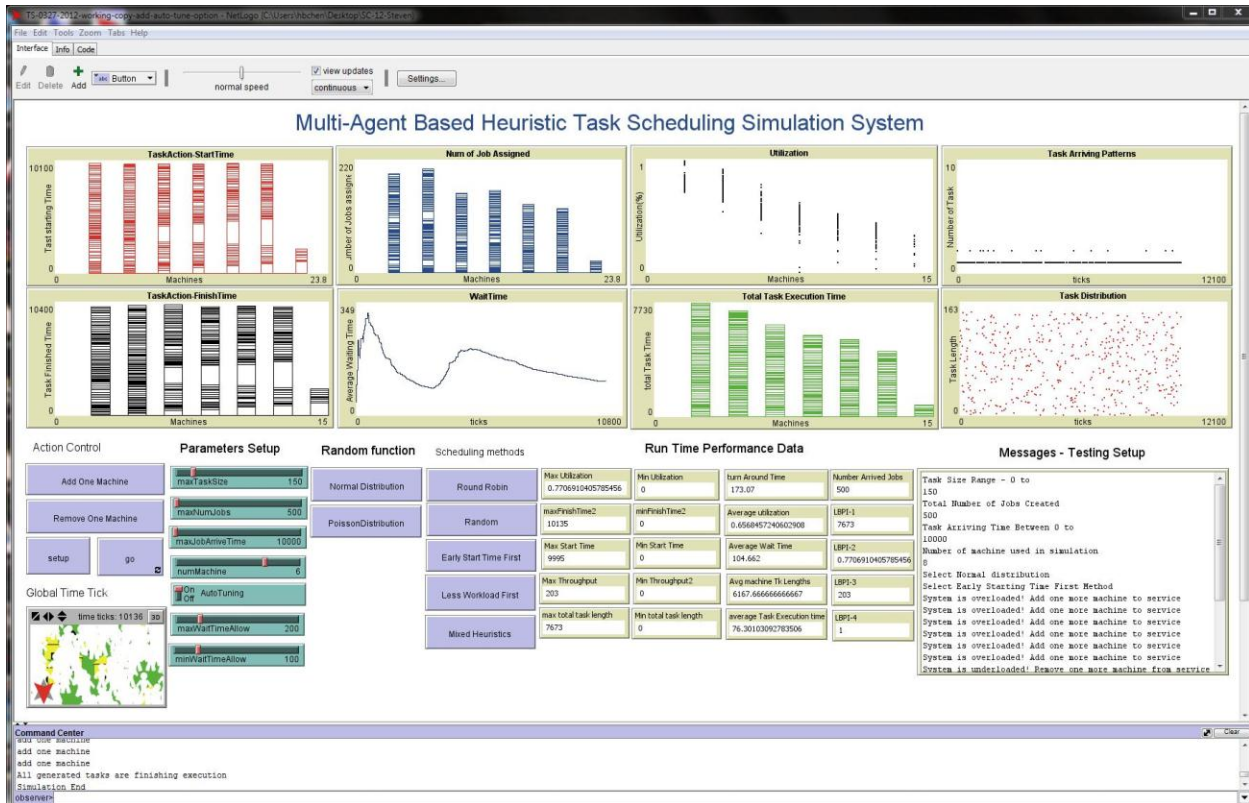 TS-0327-2012-working-copy-add-auto-tune-option - NetLogo {C:\Users\hbchen\Desktop\SC-12-Steven}
File Edit Tools Zoom Tabs Help
Interface Info Code
Edit Delete Add
abc Button
normal speed
view updates
continuous
Settings...
Multi-Agent Based Heuristic Task Scheduling Simulation System
TaskAction-StartTime
10100
Tast starting Time
0
0 Machines 23.8
Num of Job Assigned
220
umber of Jobs assigne
0
0 Machines 23.8
Utilization
1
Utilization(%)
0
0 Machines 15
Task Arriving Patterns
10
Number of Task
0
0 ticks 12100
TaskAction-FinishTime
10400
Task Finished Time
0
0 Machines 15
WaitTime
349
Average Waiting Time
0
0 ticks 10800
Total Task Execution Time
7730
total Task Time
0
0 Machines 15
Task Distribution
163
Task Length
0
0 12100
Action Control
Add One Machine
Remove One Machine
setup go
Global Time Tick
time ticks: 10136 3D
Parameters Setup
maxTaskSize 150
maxNumJobs 500
maxJobArriveTime 10000
numMachine 6
On
Off AutoTuning
maxWaitTimeAllow 200
miniWaitTimeAllow 100
Random function
Normal Distribution
PoissonDistribution
Scheduling methods
Round Robin
Random
Early Start Time First
Less Workload First
Mixed Heuristics
Run Time Performance Data
Max Utilization Min Utilization turn Around Time Number Arrived Jobs
0.7706910405785456 0 173.07 500
maxFinishTime2 minFinishTime2 Average utilization LBPI-1
10135 0 0.6568457240602908 7673
Max Start Time Min Start Time Average Wait Time LBPI-2
9995 0 104.662 0.7706910405785456
Max Throughput Min Throughput2 Avg machine Tk Lengths LBPI-3
203 0 6167.666666666667 203
max total task length Min total task length average Task Execution time LBPI-4
7673 0 76.30103092783506 1
Messages - Testing Setup
Task Size Range - 0 to
150
Total Number of Jobs Created
500
Task Arriving Time Between 0 to
10000
Number of machine used in simulation
8
Select Normal distribution
Select Early Starting Time First Method
System is overloaded! Add one more machine to service
System is overloaded! Add one more machine to service
System is overloaded! Add one more machine to service
System is overloaded! Add one more machine to service
System is overloaded! Add one more machine to service
System is overloaded! Add one more machine to service
System is underloaded! Remove one more machine from service
Command Center Clear
add one machine
add one machine
add one machine
All generated tasks are finishing execution
Simulation End
observer>